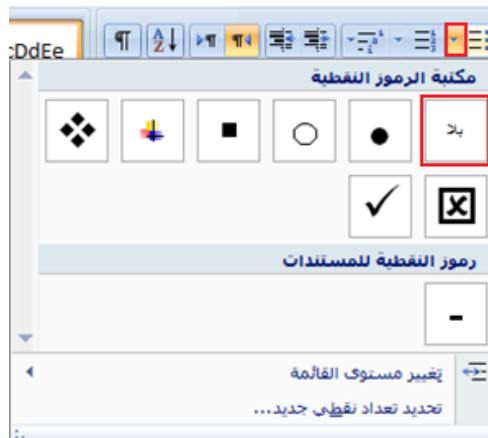 cDdEe
مكتبة الرموز النقطية
بلا
رموز النقطية للمستندات
تغيير مستوى القائمة
تحديد تعداد نقطي جديد...